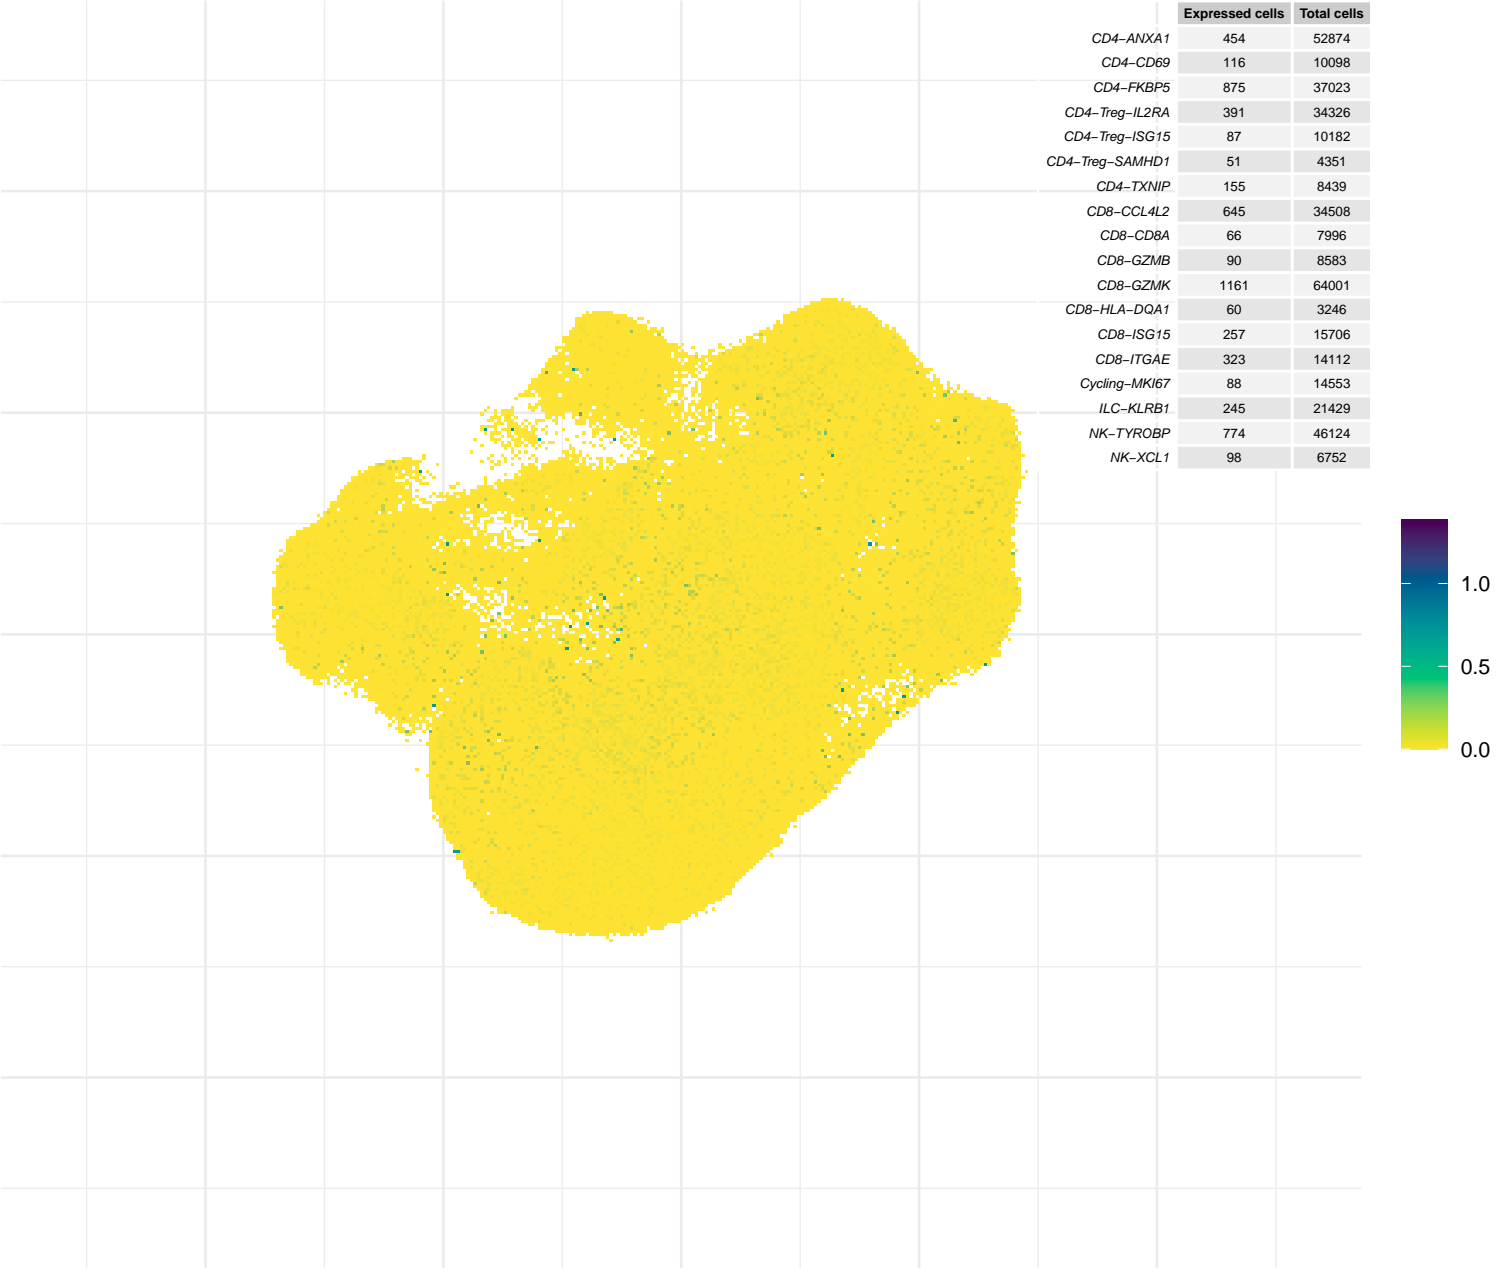 Expressed cells Total cells
CD4−ANXA1 454 52874
CD4−CD69 116 10098
CD4−FKBP5 875 37023
CD4−Treg−IL2RA 391 34326
CD4−Treg−ISG15 87 10182
CD4−Treg−SAMHD1 51 4351
CD4−TXNIP 155 8439
CD8−CCL4L2 645 34508
CD8−CD8A 66 7996
CD8−GZMB 90 8583
CD8−GZMK 1161 64001
CD8−HLA−DQA1 60 3246
CD8−ISG15 257 15706
CD8−ITGAE 323 14112
Cycling−MKI67 88 14553
ILC−KLRB1 245 21429
NK−TYROBP 774 46124
NK−XCL1 98 6752
1.0
0.5
0.0